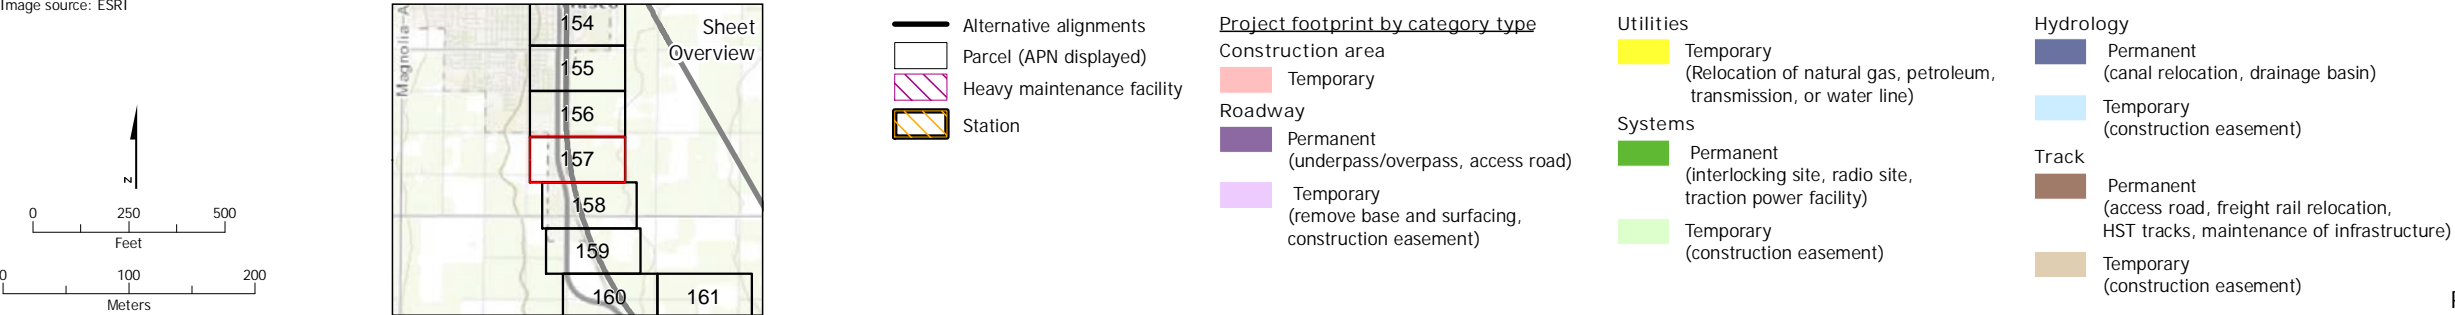 Image source: ESRI
N
0 250 500
Feet
0 100 200
Meters
Magnolia-A
Sheet
Overview
154
155
156
157
158
159
160
161
Alternative alignments
Parcel (APN displayed)
Heavy maintenance facility
Station
Project footprint by category type
Construction area
Temporary
Roadway
Permanent
(underpass/overpass, access road)
Temporary
(remove base and surfacing,
construction easement)
Utilities
Temporary
(Relocation of natural gas, petroleum,
transmission, or water line)
Systems
Permanent
(interlocking site, radio site,
traction power facility)
Temporary
(construction easement)
Hydrology
Permanent
(canal relocation, drainage basin)
Temporary
(construction easement)
Track
Permanent
(access road, freight rail relocation,
HST tracks, maintenance of infrastructure)
Temporary
(construction easement)